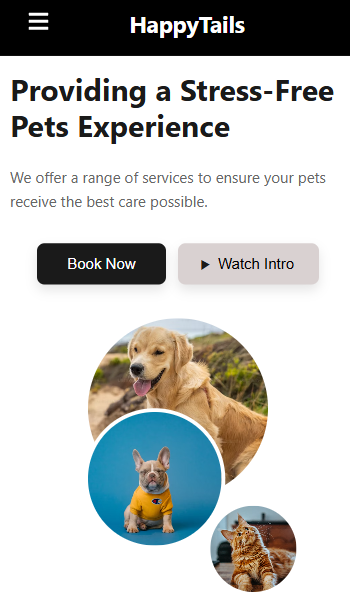 HappyTails
Providing a Stress-Free
Pets Experience
We offer a range of services to ensure your pets
receive the best care possible.
Book Now
Watch Intro